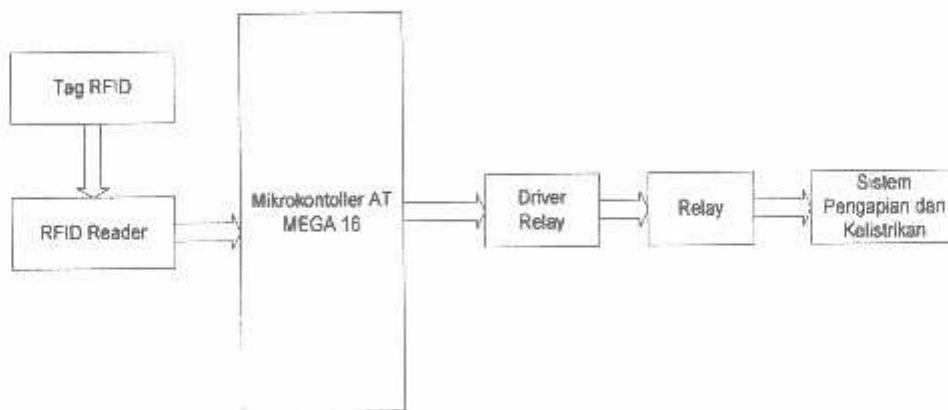 Tag RFID
RFID Reader
Mikrokontoller AT
MEGA 16
Driver
Relay
Relay
Sistem
Pengapian dan
Kelistrikan